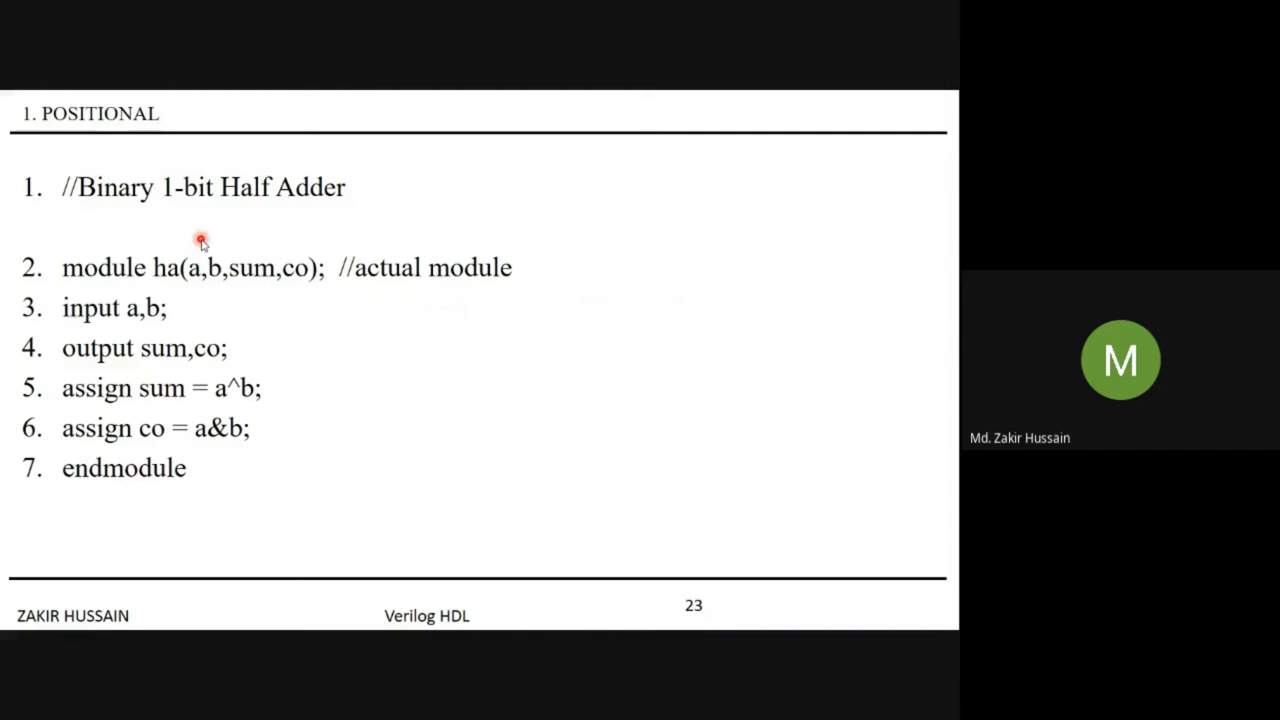 1. POSITIONAL
1. //Binary 1-bit Half Adder
2. module ha(a,b,sum,co); //actual module
3. input a,b;
4. output sum,co;
5. assign sum = a^b;
6. assign co = a&b;
7. endmodule
ZAKIR HUSSAIN Verilog HDL 23
M
Md. Zakir Hussain